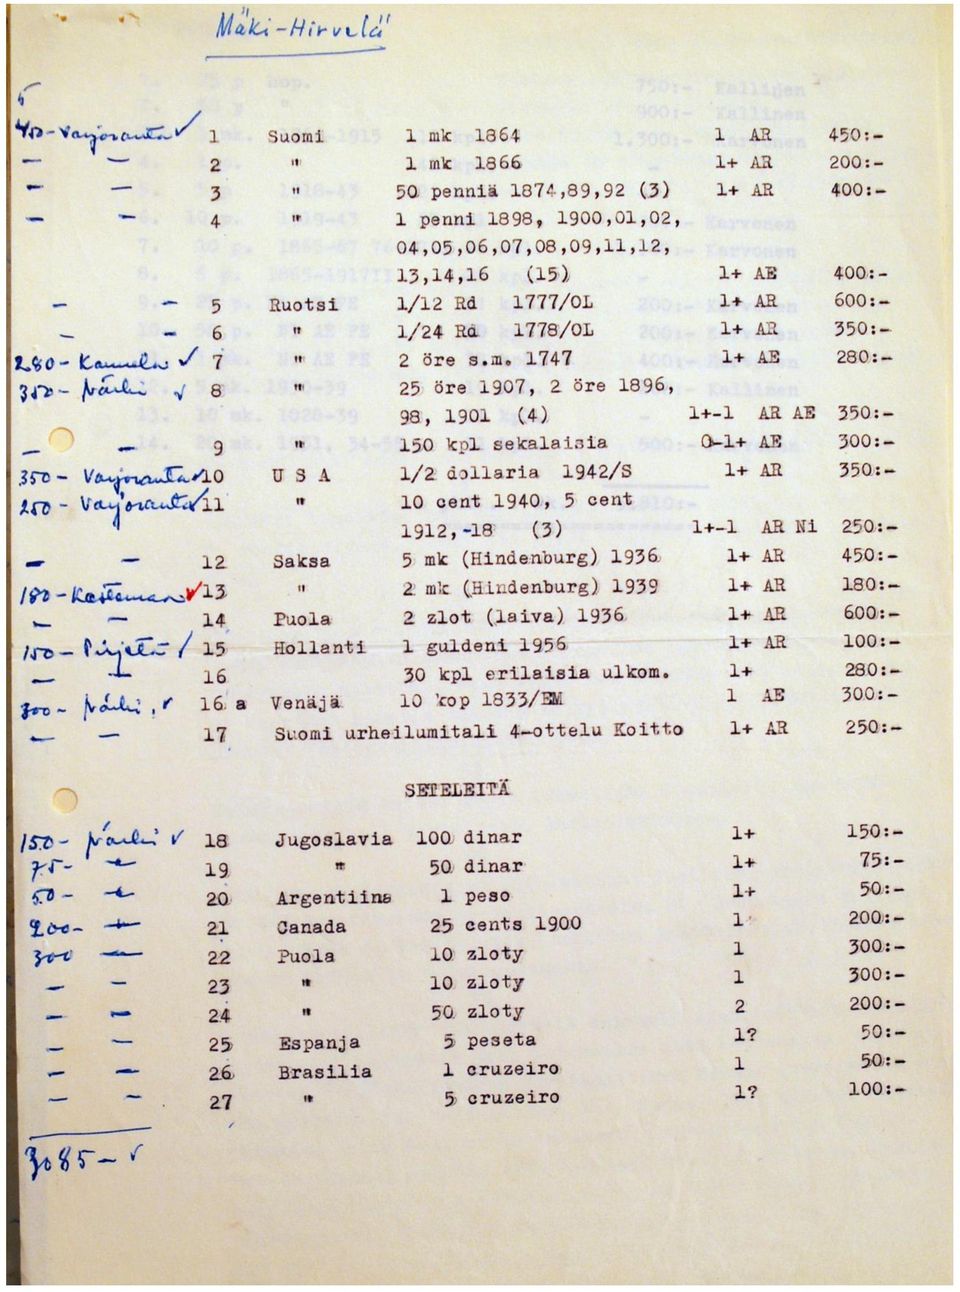 Mäki-Hirvelä
450 - Varjoranta ✓ 1 Suomi 1 mk 1864 1 AR 450:-
- - 2 " 1 mk 1866 1+ AR 200:-
- - 3 " 50 penniä 1874,89,92 (3) 1+ AR 400:-
- - 4 " 1 penni 1898, 1900,01,02,
04,05,06,07,08,09,11,12,
13,14,16 (15) 1+ AE 400:-
- - 5 Ruotsi 1/12 Rd 1777/OL 1+ AR 600:-
- - 6 " 1/24 Rd 1778/OL 1+ AR 350:-
280 - Kannela ✓ 7 " 2 öre s.m. 1747 1+ AE 280:-
350 - ✓ 8 " 25 öre 1907, 2 öre 1896,
98, 1901 (4) 1+-1 AR AE 350:-
- - 9 " 150 kpl sekalaisia 0-1+ AE 300:-
350 - Varjoranta ✓ 10 U S A 1/2 dollaria 1942/S 1+ AR 350:-
250 - Varjoranta ✓ 11 " 10 cent 1940, 5 cent
1912,-18 (3) 1+-1 AR Ni 250:-
- - 12 Saksa 5 mk (Hindenburg) 1936 1+ AR 450:-
180 - Kasteman ✓ 13 " 2 mk (Hindenburg) 1939 1+ AR 180:-
- - 14 Puola 2 zlot (laiva) 1936 1+ AR 600:-
150 - Pirjetä ✓ 15 Hollanti 1 guldeni 1956 1+ AR 100:-
- - 16 30 kpl erilaisia ulkom. 1+ 280:-
300 - ✓ 16 a Venäjä 10 kop 1833/EM 1 AE 300:-
- - 17 Suomi urheilumitali 4-ottelu Koitto 1+ AR 250:-
SETELEITÄ
150 - ✓ 18 Jugoslavia 100 dinar 1+ 150:-
75 - - 19 " 50 dinar 1+ 75:-
50 - - 20 Argentiina 1 peso 1+ 50:-
200 - - 21 Canada 25 cents 1900 1 200:-
300 - 22 Puola 10 zloty 1 300:-
- - 23 " 10 zloty 1 300:-
- - 24 " 50 zloty 2 200:-
- - 25 Espanja 5 peseta 1? 50:-
- - 26 Brasilia 1 cruzeiro 1 50:-
- - 27 " 5 cruzeiro 1? 100:-
3085 - ✓